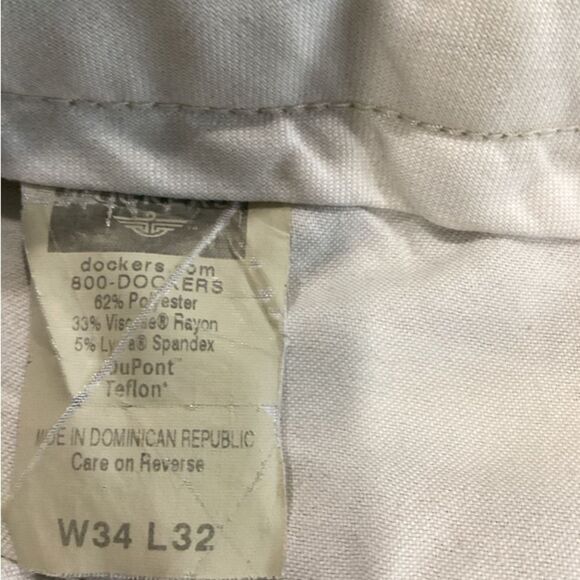 dockers.com
800-DOCKERS
62% Polyester
33% Viscose® Rayon
5% Lycra® Spandex
DuPont™
Teflon®
MADE IN DOMINICAN REPUBLIC
Care on Reverse
W34 L32